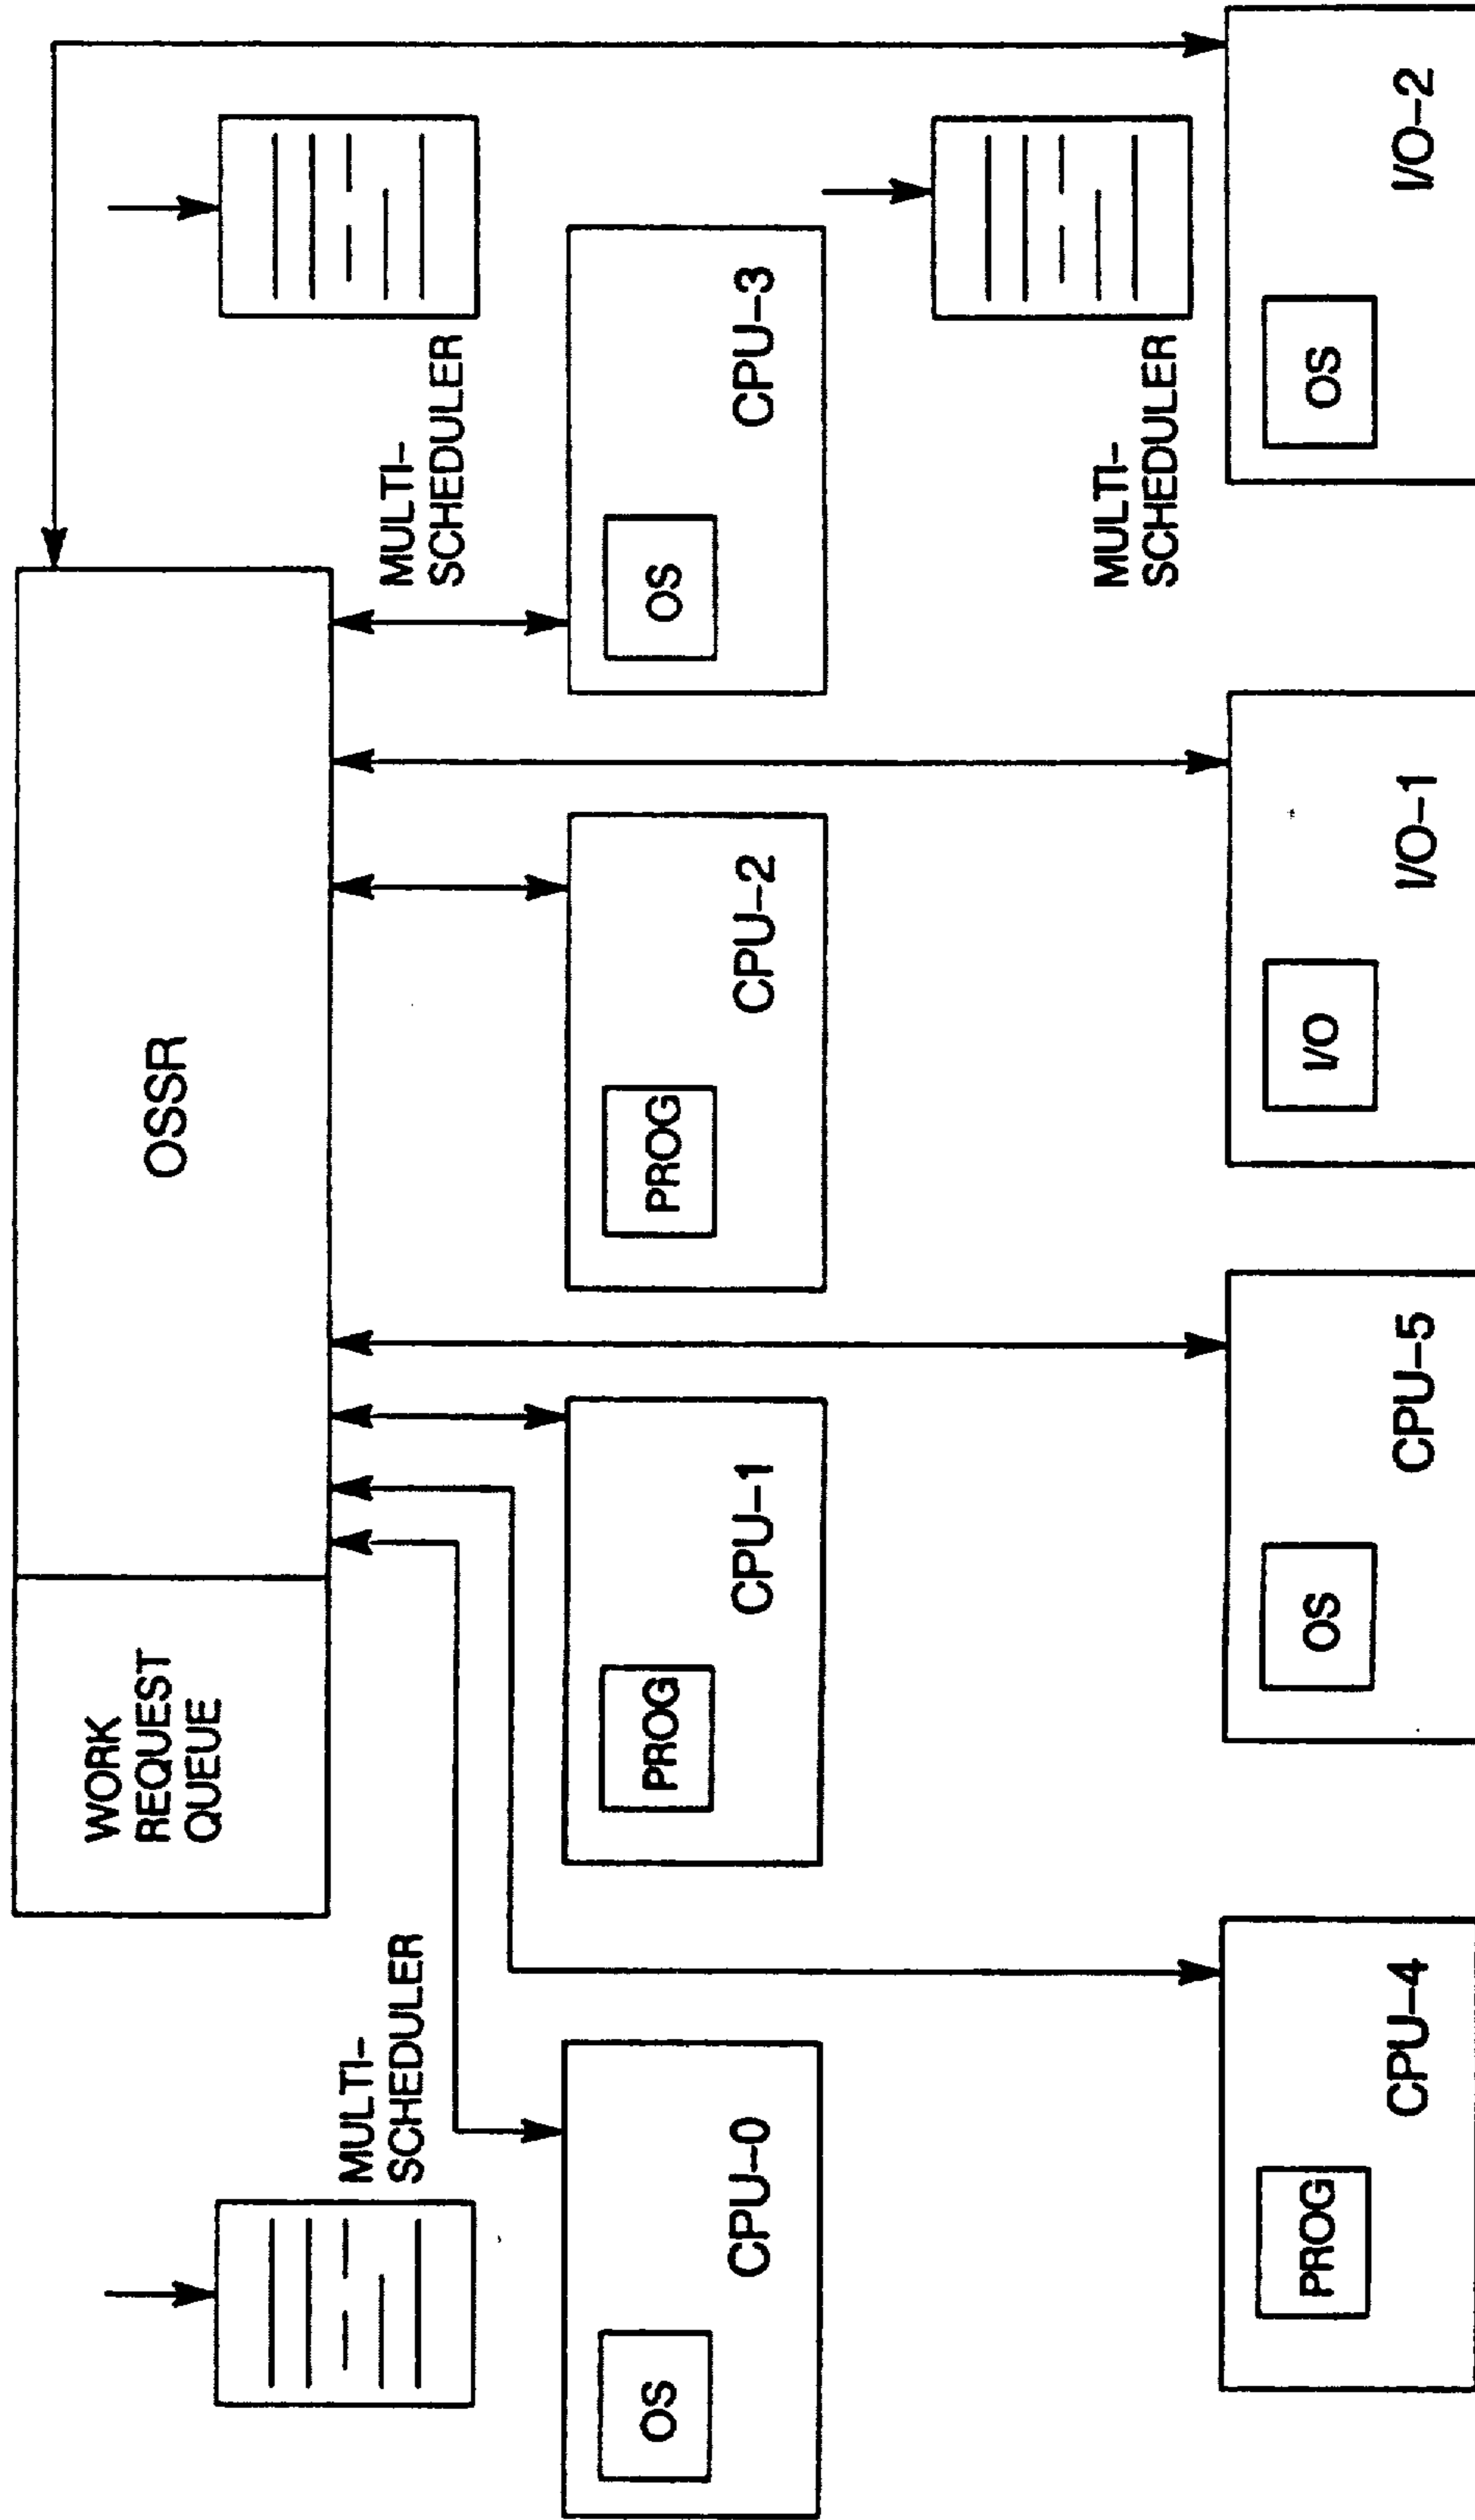 WORK
REQUEST
QUEUE
OSSR
MULTI-
SCHEDULER
MULTI-
SCHEDULER
OS
CPU-0
PROG
CPU-1
PROG
CPU-2
OS
CPU-3
MULTI-
SCHEDULER
PROG
CPU-4
OS
CPU-5
I/O
I/O-1
OS
I/O-2